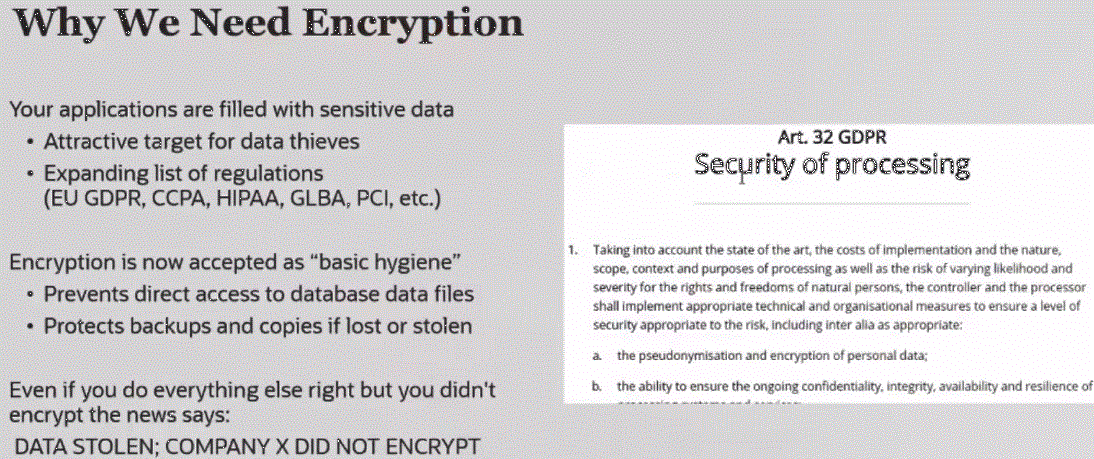 Why We Need Encryption
Your applications are filled with sensitive data
• Attractive target for data thieves
• Expanding list of regulations
(EU GDPR, CCPA, HIPAA, GLBA, PCI, etc.)
Encryption is now accepted as “basic hygiene”
• Prevents direct access to database data files
• Protects backups and copies if lost or stolen
Even if you do everything else right but you didn't
encrypt the news says:
DATA STOLEN; COMPANY X DID NOT ENCRYPT
Art. 32 GDPR
Security of processing
1. Taking into account the state of the art, the costs of implementation and the nature,
scope, context and purposes of processing as well as the risk of varying likelihood and
severity for the rights and freedoms of natural persons, the controller and the processor
shall implement appropriate technical and organisational measures to ensure a level of
security appropriate to the risk, including inter alia as appropriate:
a. the pseudonymisation and encryption of personal data;
b. the ability to ensure the ongoing confidentiality, integrity, availability and resilience of